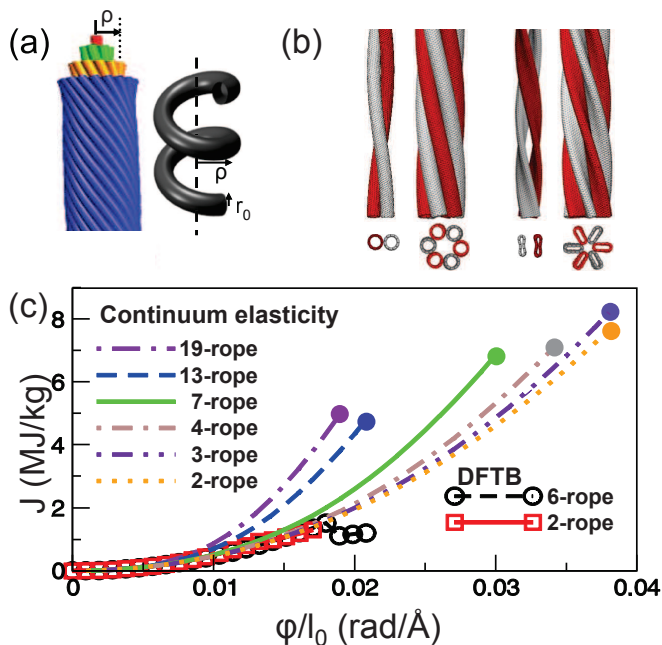 (a)
ρ
ρ
r₀
(b)
(c)
Continuum elasticity
19-rope
13-rope
7-rope
4-rope
3-rope
2-rope
DFTB
6-rope
2-rope
J (MJ/kg)
8
6
4
2
0
0
0.01
0.02
0.03
0.04
φ/l₀ (rad/Å)